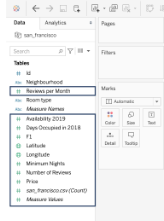 Data
Analytics
Pages
san_francisco
Search
Filters
Tables
Id
Neighbourhood
Reviews per Month
Room type
Measure Names
Marks
Automatic
Color
Size
Text
Detail
Tooltip
Availability 2019
Days Occupied in 2018
F1
Latitude
Longitude
Minimum Nights
Number of Reviews
Price
san_francisco.csv (Count)
Measure Values